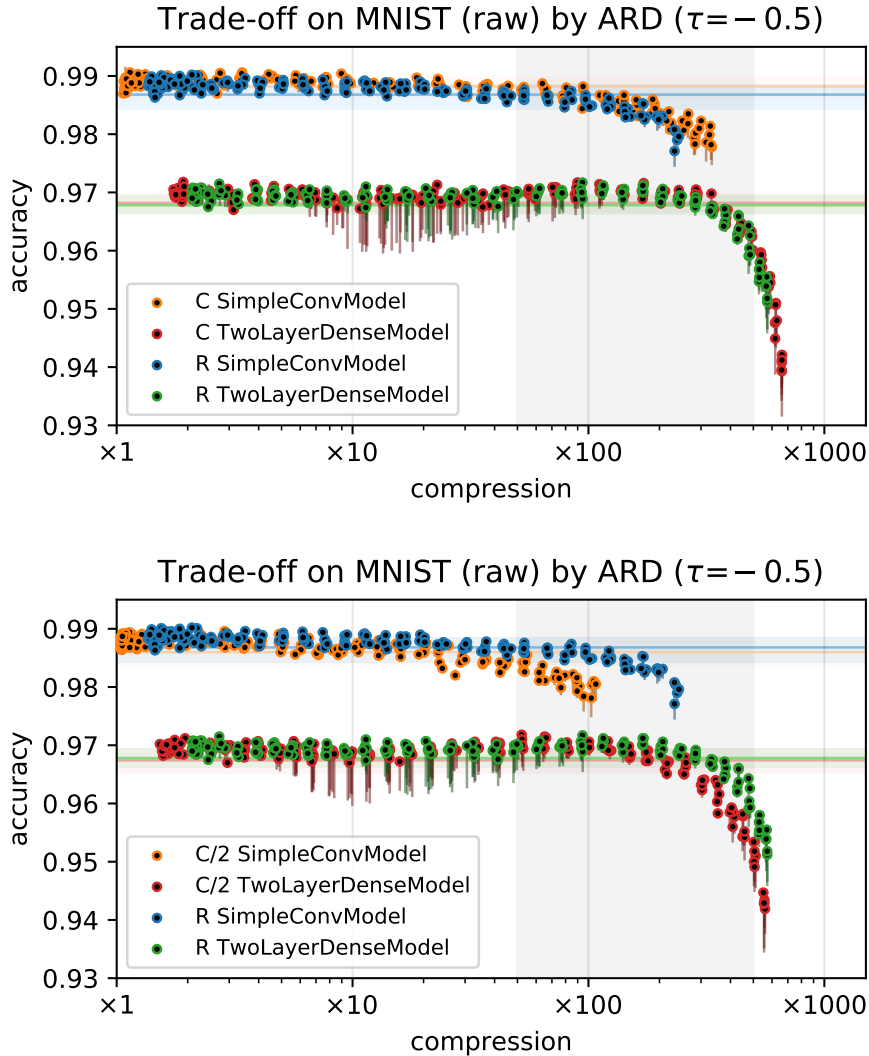 Trade-off on MNIST (raw) by ARD (τ=−0.5)
0.99
0.98
0.97
0.96
0.95
0.94
0.93
accuracy
C SimpleConvModel
C TwoLayerDenseModel
R SimpleConvModel
R TwoLayerDenseModel
×1 ×10 ×100 ×1000
compression
Trade-off on MNIST (raw) by ARD (τ=−0.5)
0.99
0.98
0.97
0.96
0.95
0.94
0.93
accuracy
C/2 SimpleConvModel
C/2 TwoLayerDenseModel
R SimpleConvModel
R TwoLayerDenseModel
×1 ×10 ×100 ×1000
compression